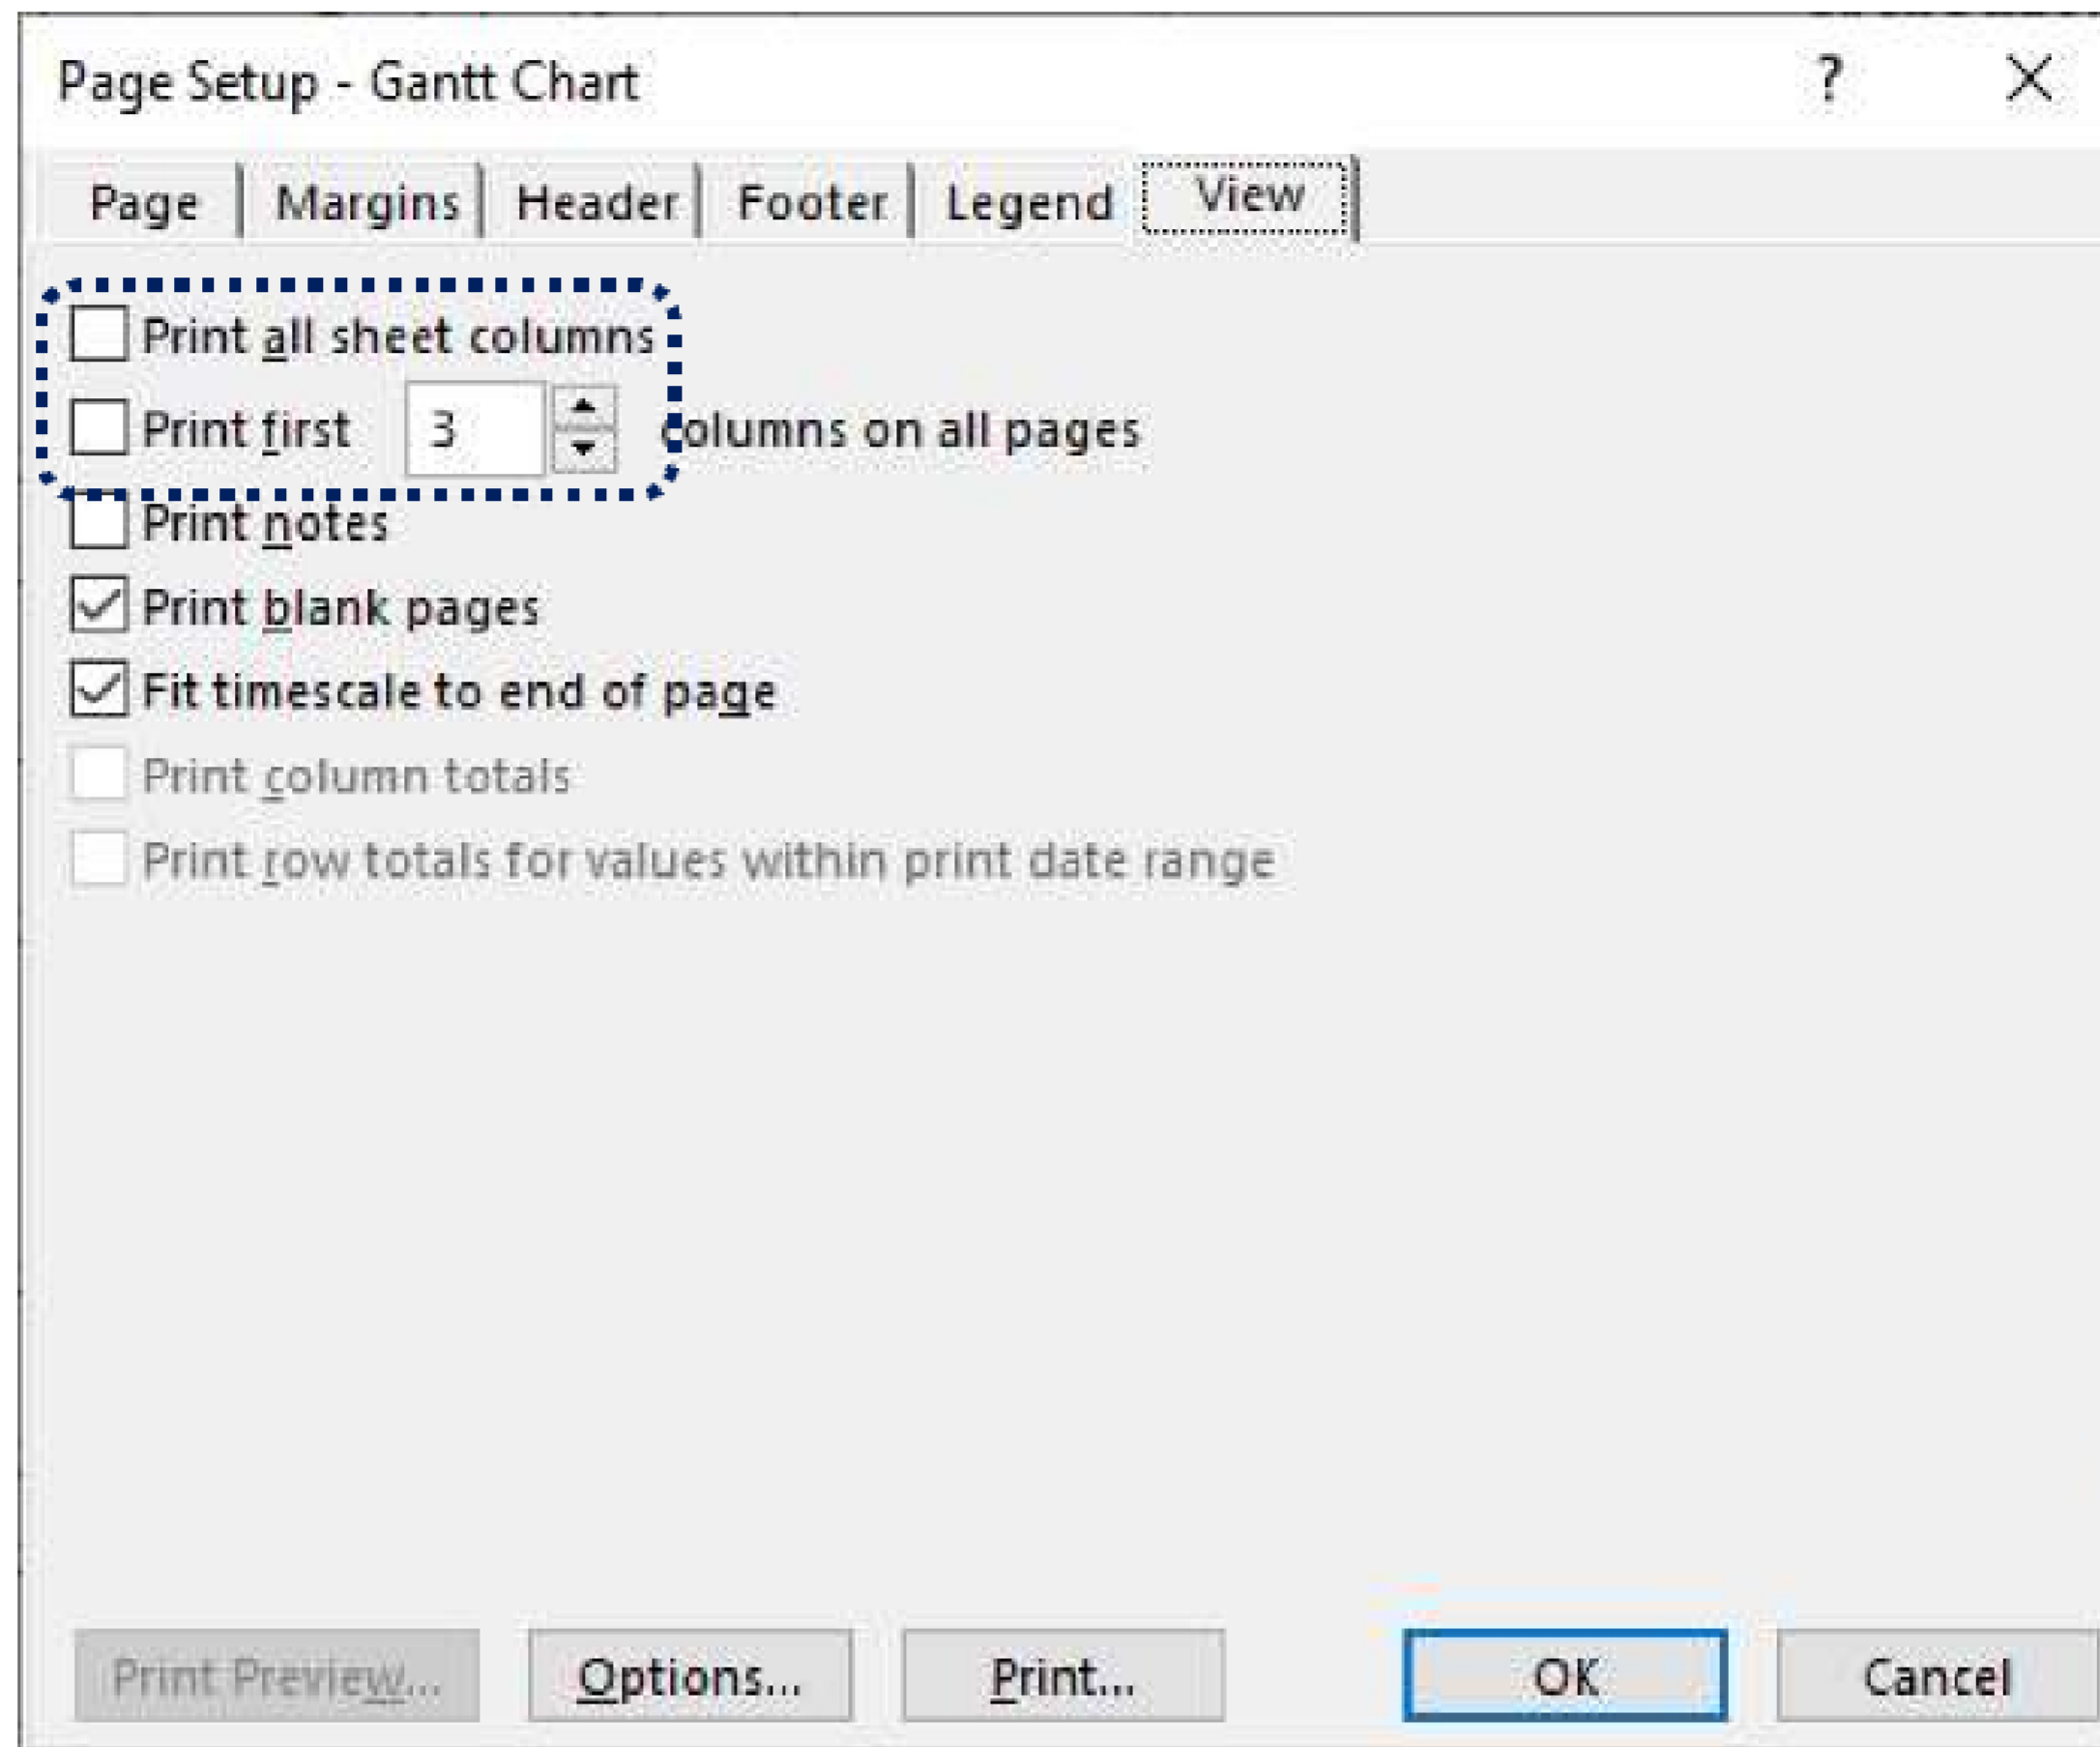 Page Setup - Gantt Chart ?
Page Margins Header Footer Legend View
Print all sheet columns
Print first 3 columns on all pages
Print notes
Print blank pages
Fit timescale to end of page
Print column totals
Print row totals for values within print date range
Print Preview... Options... Print... OK Cancel